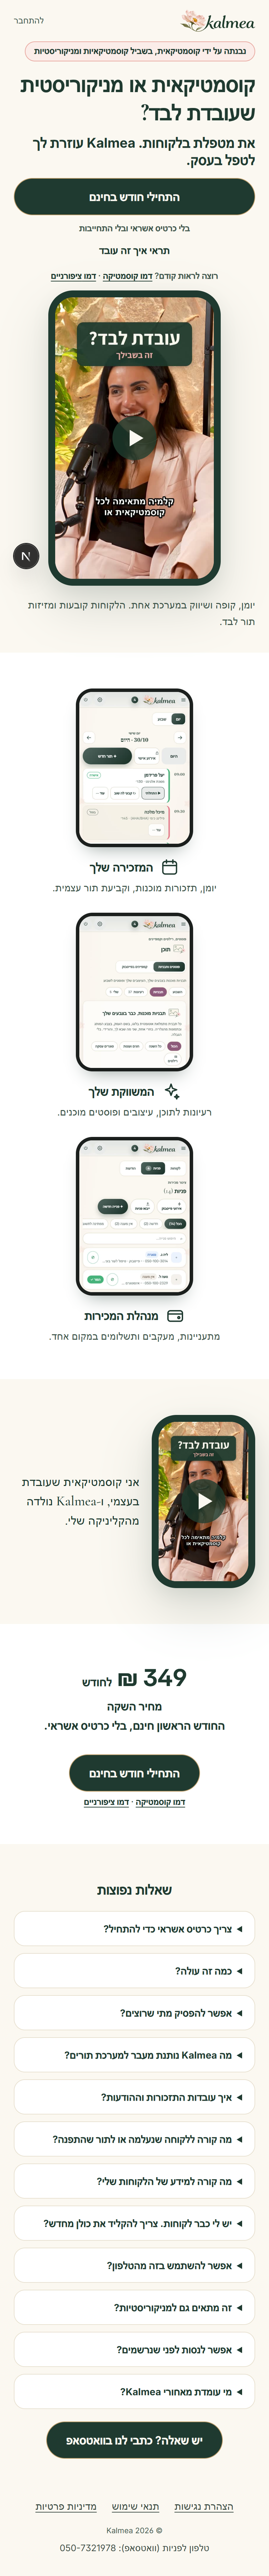 kalmea
להתחבר
נבנתה על ידי קוסמטיקאית, בשביל קוסמטיקאיות ומניקוריסטיות
קוסמטיקאית או מניקוריסטית
שעובדת לבד?
את מטפלת בלקוחות. Kalmea עוזרת לך
לטפל בעסק.
התחילי חודש בחינם
בלי כרטיס אשראי ובלי התחייבות
תראי איך זה עובד
רוצה לראות קודם? דמו קוסמטיקה · דמו ציפורניים
עובדת לבד?
זה בשבילך
קלמיה מתאימה לכל
קוסמטיקאית או
N
יומן, קופה ושיווק במערכת אחת. הלקוחות קובעות ומזיזות
תור לבד.
kalmea
המזכירה שלך
יומן, תזכורות מוכנות, וקביעת תור עצמית.
kalmea
תוכן
המשווקת שלך
רעיונות לתוכן, עיצובים ופוסטים מוכנים.
kalmea
מנהלת המכירות
מתעניינות, מעקבים ותשלומים במקום אחד.
עובדת לבד?
זה בשבילך
קלמיה מתאימה לכל
קוסמטיקאית או
אני קוסמטיקאית שעובדת
בעצמי, ו-Kalmea נולדה
מהקליניקה שלי.
349 ₪ לחודש
מחיר השקה
החודש הראשון חינם, בלי כרטיס אשראי.
התחילי חודש בחינם
דמו קוסמטיקה · דמו ציפורניים
שאלות נפוצות
צריך כרטיס אשראי כדי להתחיל?
כמה זה עולה?
אפשר להפסיק מתי שרוצים?
מה Kalmea נותנת מעבר למערכת תורים?
איך עובדות התזכורות וההודעות?
מה קורה ללקוחה שנעלמה או לתור שהתפנה?
מה קורה למידע של הלקוחות שלי?
יש לי כבר לקוחות. צריך להקליד את כולן מחדש?
אפשר להשתמש בזה מהטלפון?
זה מתאים גם למניקוריסטיות?
אפשר לנסות לפני שנרשמים?
מי עומדת מאחורי Kalmea?
יש שאלה? כתבי לנו בוואטסאפ
הצהרת נגישות
תנאי שימוש
מדיניות פרטיות
© 2026 Kalmea
טלפון לפניות (וואטסאפ): 050-7321978